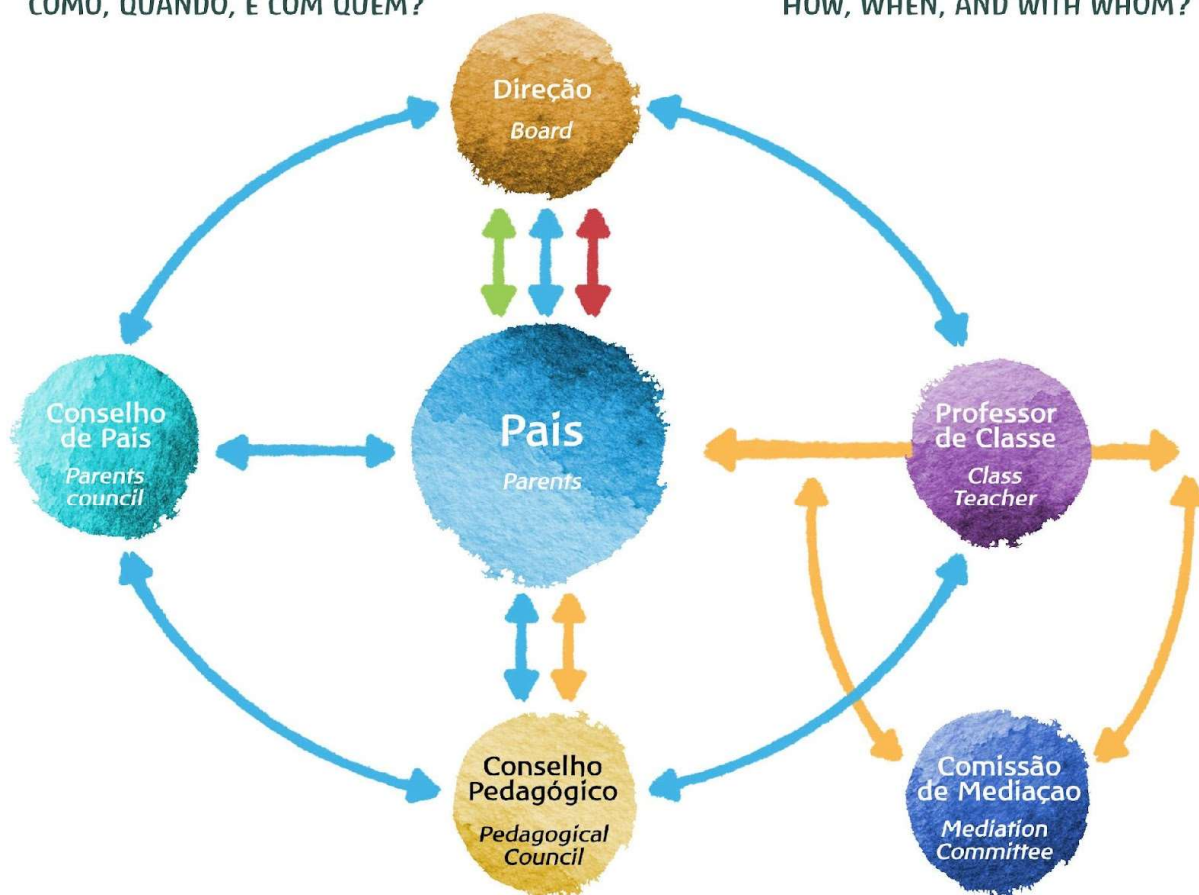 COMO, QUANDO, E COM QUEM?
HOW, WHEN, AND WITH WHOM?
Direção
Board
Conselho
de Pais
Parents
council
Pais
Parents
Professor
de Classe
Class
Teacher
Conselho
Pedagógico
Pedagogical
Council
Comissão
de Mediaçao
Mediation
Committee